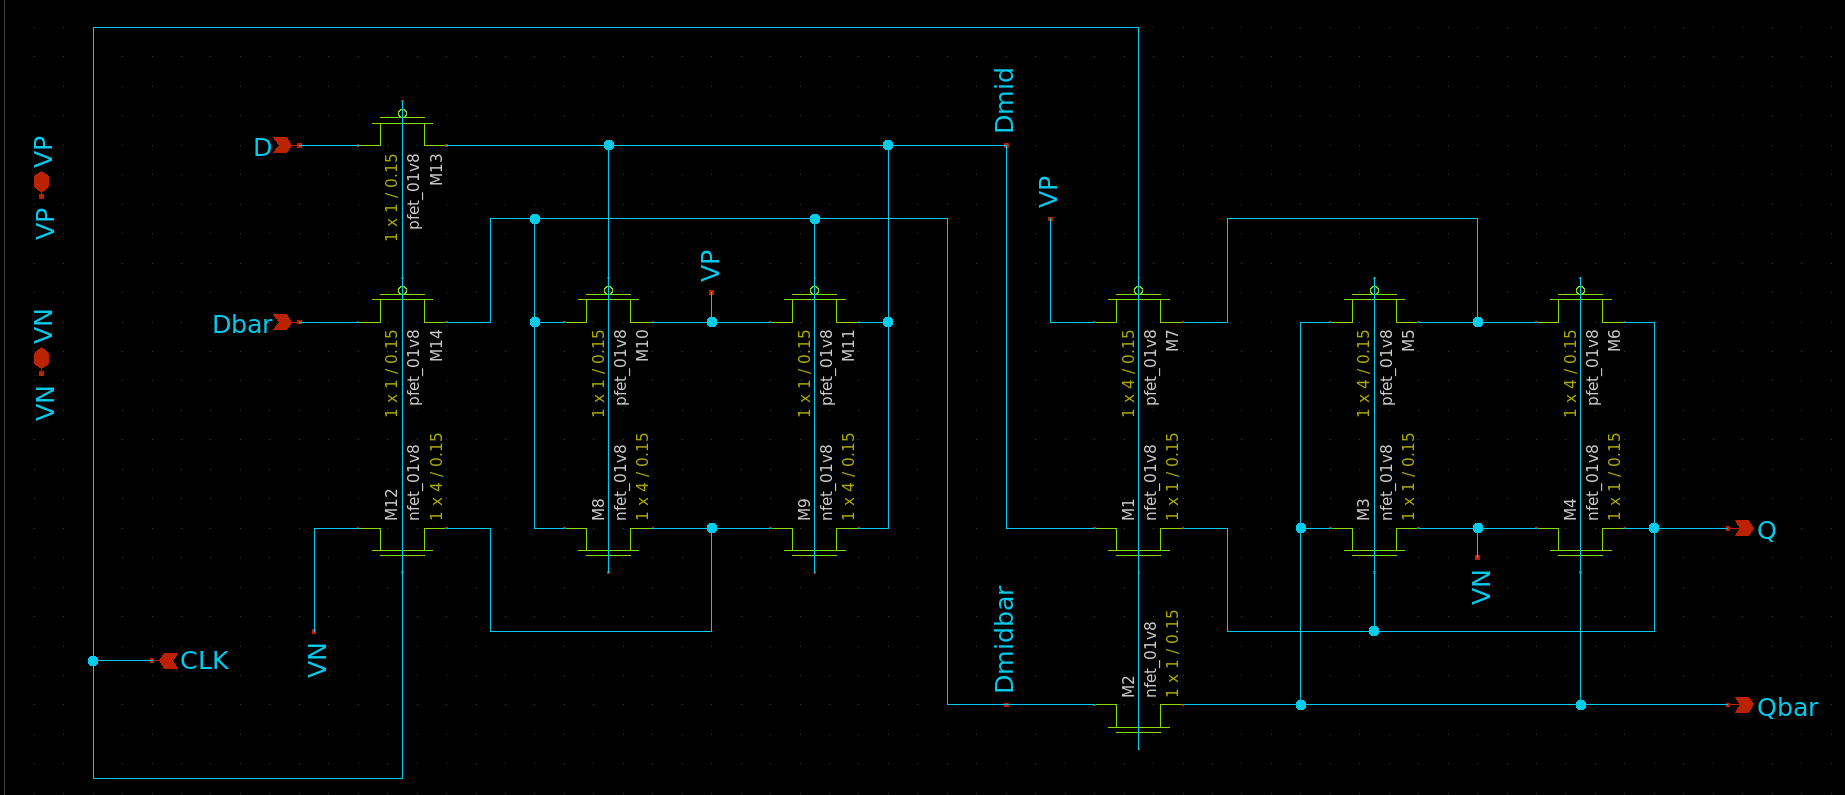 VP
VP
VN
VN
D
Dbar
CLK
1 x 1 / 0.15
pfet_01v8
M13
1 x 1 / 0.15
pfet_01v8
M14
M12
nfet_01v8
1 x 4 / 0.15
VN
1 x 1 / 0.15
pfet_01v8
M10
VP
1 x 1 / 0.15
pfet_01v8
M11
M8
nfet_01v8
1 x 4 / 0.15
M9
nfet_01v8
1 x 4 / 0.15
Dmid
VP
Dmidbar
1 x 4 / 0.15
pfet_01v8
M7
M1
nfet_01v8
1 x 1 / 0.15
M2
nfet_01v8
1 x 1 / 0.15
1 x 4 / 0.15
pfet_01v8
M5
1 x 4 / 0.15
pfet_01v8
M6
M3
nfet_01v8
1 x 1 / 0.15
VN
M4
nfet_01v8
1 x 1 / 0.15
Q
Qbar